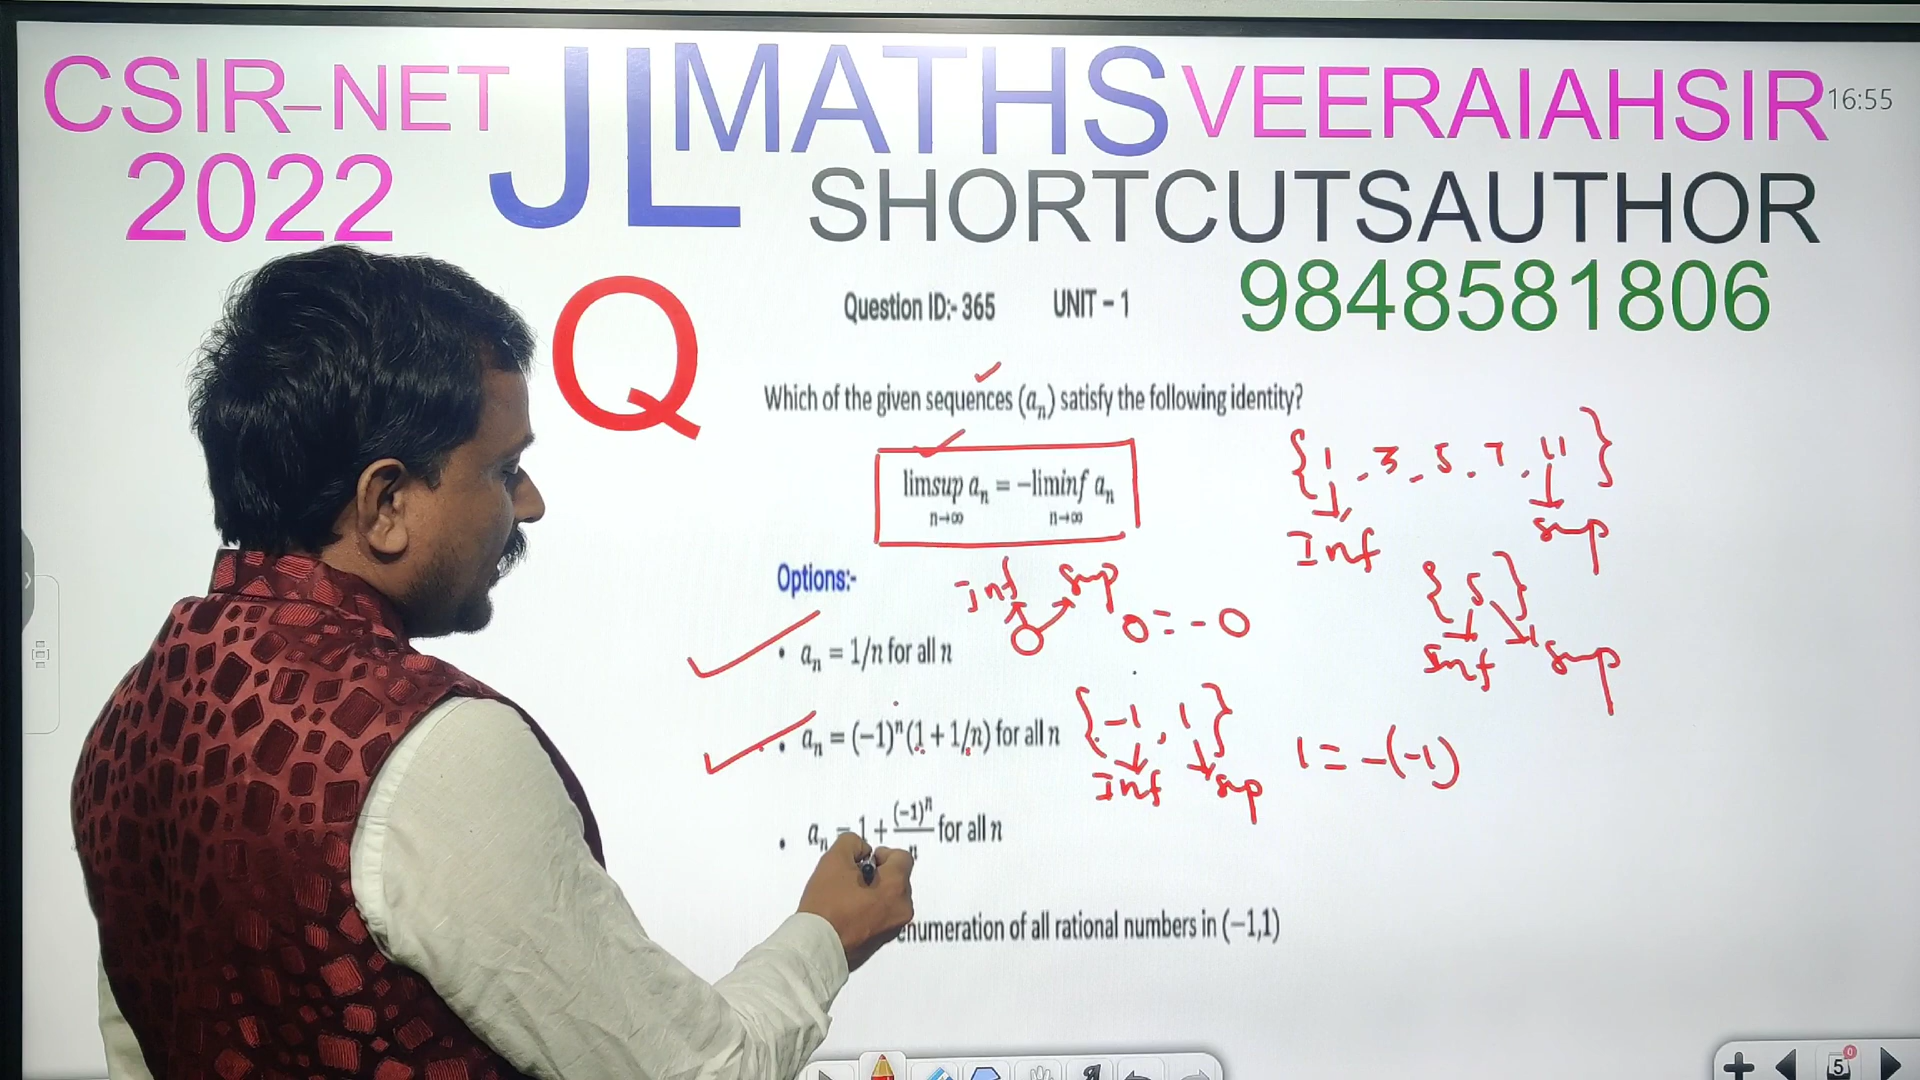 CSIR-NET JL MATHS VEERAIAHSIR 16:55
2022 SHORTCUTSAUTHOR
9848581806
Q
Question ID:- 365 UNIT – 1
Which of the given sequences (aₙ) satisfy the following identity?
limsup aₙ = −liminf aₙ
n→∞ n→∞
{1, 3, 5, 7, 11}
Inf Sup
Options:-
Inf Sup
0 0 = - 0
{5}
Inf Sup
• aₙ = 1/n for all n
• aₙ = (−1)ⁿ(1 + 1/n) for all n {-1, 1} 1 = -(-1)
Inf Sup
• aₙ = 1 + (−1)ⁿ/n for all n
enumeration of all rational numbers in (−1,1)
5
0